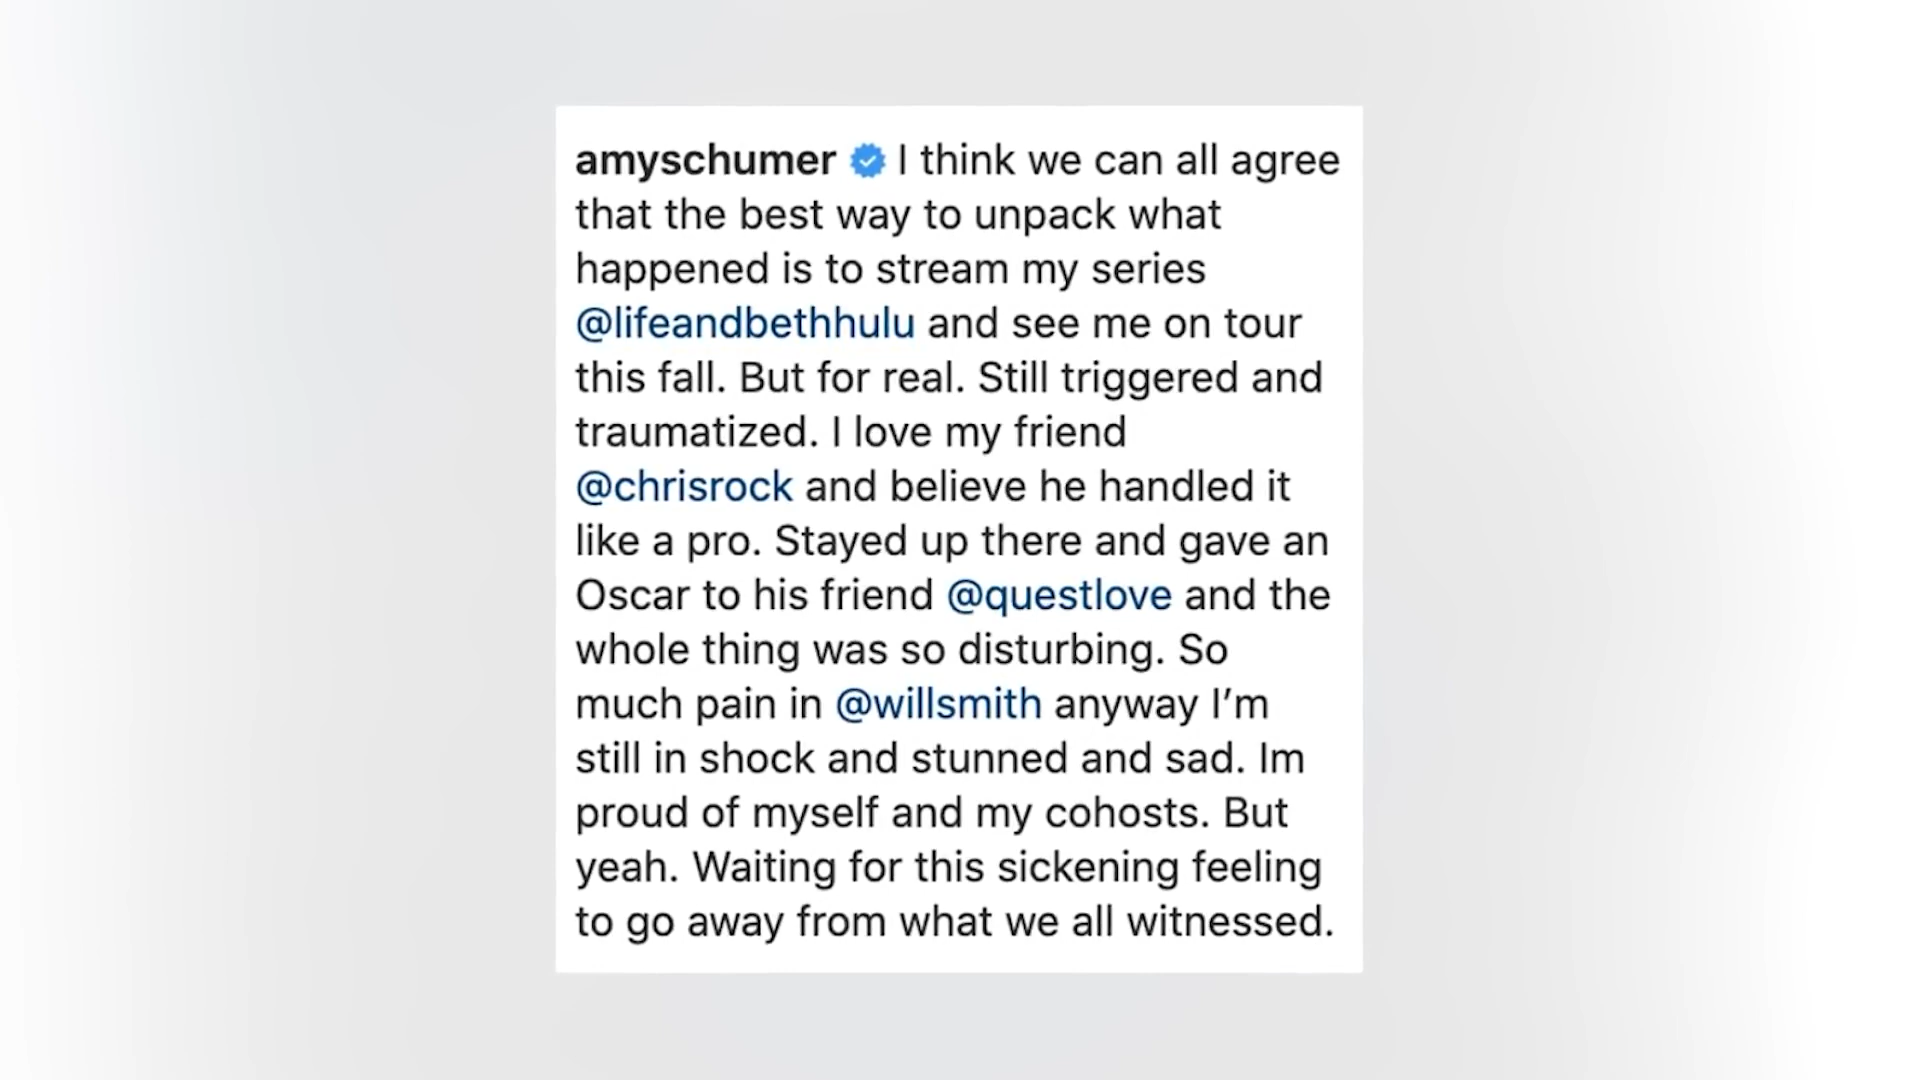 amyschumer I think we can all agree
that the best way to unpack what
happened is to stream my series
@lifeandbethhulu and see me on tour
this fall. But for real. Still triggered and
traumatized. I love my friend
@chrisrock and believe he handled it
like a pro. Stayed up there and gave an
Oscar to his friend @questlove and the
whole thing was so disturbing. So
much pain in @willsmith anyway I’m
still in shock and stunned and sad. Im
proud of myself and my cohosts. But
yeah. Waiting for this sickening feeling
to go away from what we all witnessed.